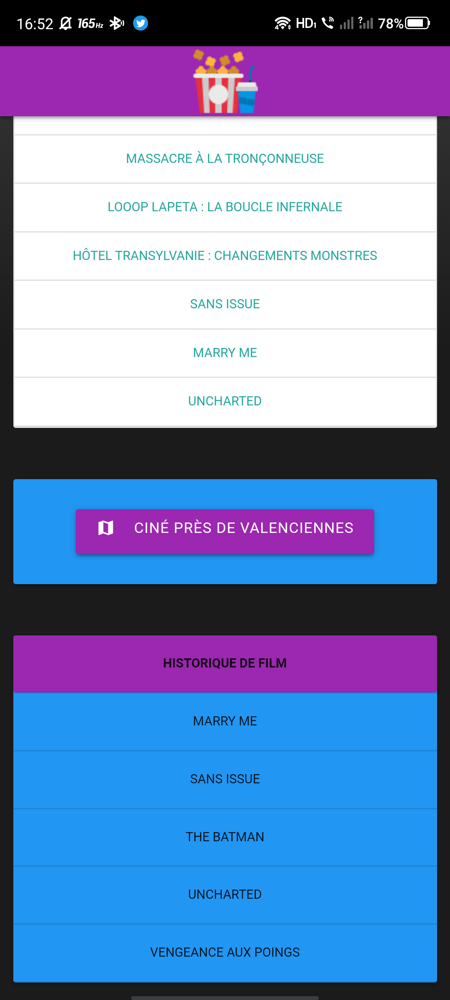 16:52 165Hz 4 HD1 ? 78%
MASSACRE À LA TRONÇONNEUSE
LOOOP LAPETA : LA BOUCLE INFERNALE
HÔTEL TRANSYLVANIE : CHANGEMENTS MONSTRES
SANS ISSUE
MARRY ME
UNCHARTED
CINÉ PRÈS DE VALENCIENNES
HISTORIQUE DE FILM
MARRY ME
SANS ISSUE
THE BATMAN
UNCHARTED
VENGEANCE AUX POINGS